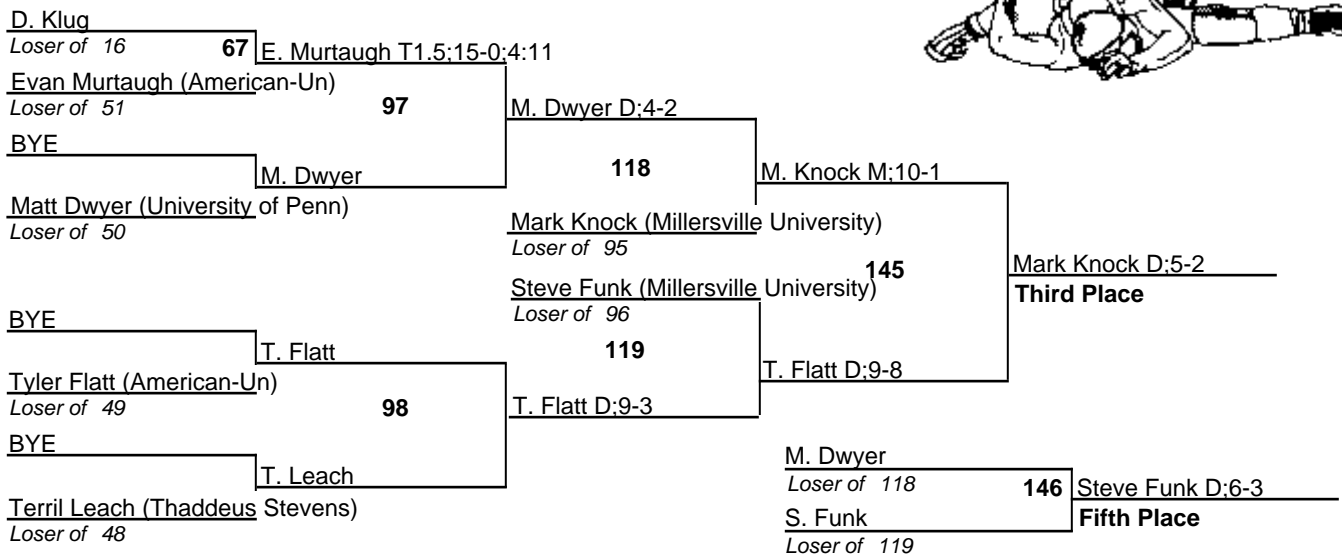 D. Klug
Loser of 16
67
E. Murtaugh T1.5;15-0;4:11
Evan Murtaugh (American-Un)
Loser of 51
97
M. Dwyer D;4-2
BYE
M. Dwyer
118
M. Knock M;10-1
Matt Dwyer (University of Penn)
Loser of 50
Mark Knock (Millersville University)
Loser of 95
145
Mark Knock D;5-2
Third Place
Steve Funk (Millersville University)
Loser of 96
BYE
T. Flatt
119
T. Flatt D;9-8
Tyler Flatt (American-Un)
Loser of 49
98
T. Flatt D;9-3
BYE
T. Leach
Terril Leach (Thaddeus Stevens)
Loser of 48
M. Dwyer
Loser of 118
146
Steve Funk D;6-3
Fifth Place
S. Funk
Loser of 119